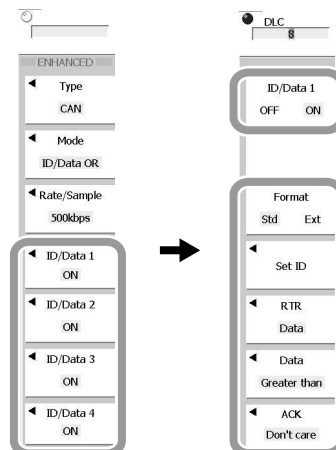 ENHANCED
Type
CAN
Mode
ID/Data OR
Rate/Sample
500kbps
ID/Data 1
ON
ID/Data 2
ON
ID/Data 3
ON
ID/Data 4
ON
DLC
8
ID/Data 1
OFF ON
Format
Std Ext
Set ID
RTR
Data
Data
Greater than
ACK
Don't care